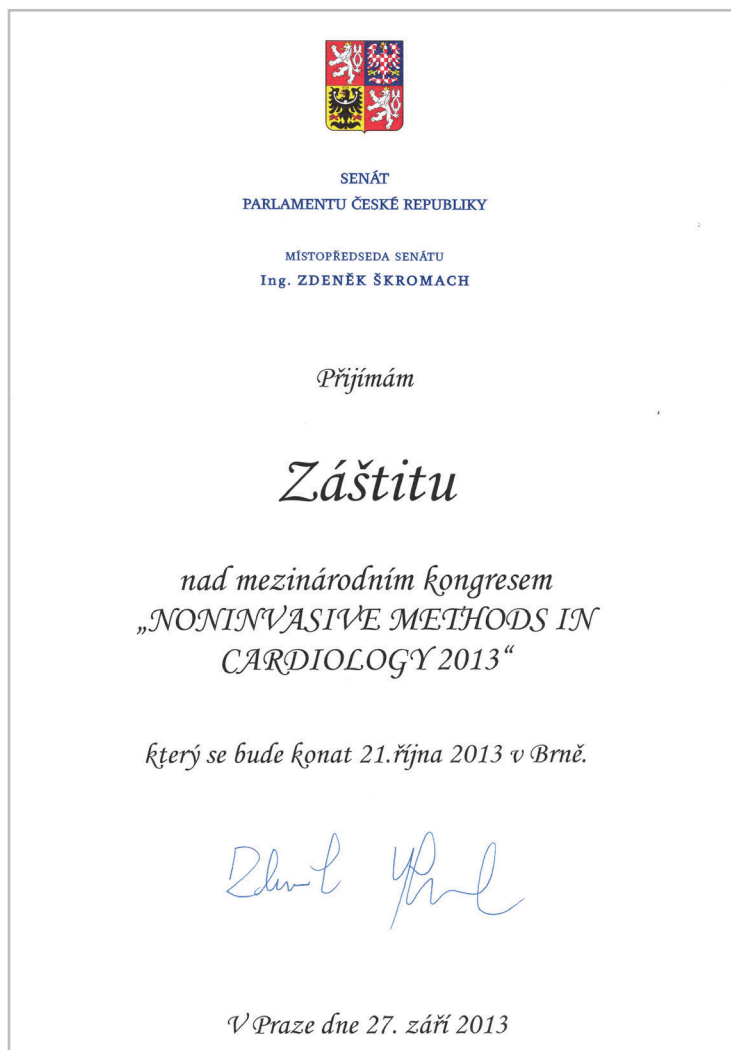 SENÁT
PARLAMENTU ČESKÉ REPUBLIKY
MÍSTOPŘEDSEDA SENÁTU
Ing. ZDENĚK ŠKROMACH
Přijímám
Záštitu
nad mezinárodním kongresem
„NONINVASIVE METHODS IN
CARDIOLOGY 2013“
který se bude konat 21.října 2013 v Brně.
V Praze dne 27. září 2013